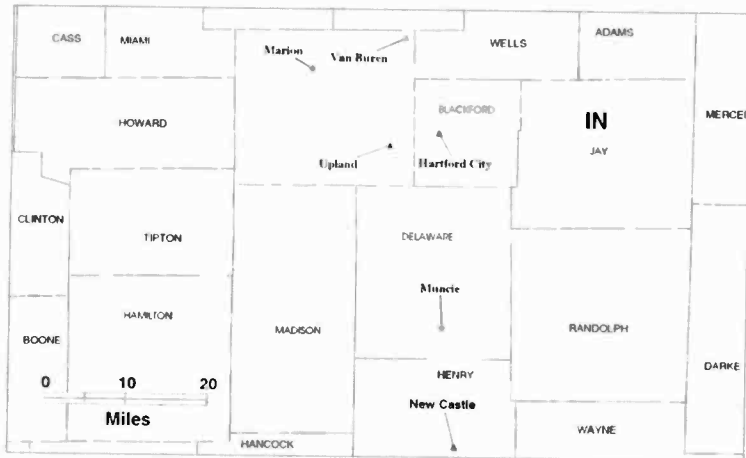 CASS
MIAMI
Marion
Van Buren
WELLS
ADAMS
HOWARD
BLACKFORD
IN
MERCER
JAY
Upland
Hartford City
CLINTON
TIPTON
DELAWARE
HAMILTON
Muncie
BOONE
MADISON
RANDOLPH
DARKE
0 10 20
Miles
HENRY
New Castle
HANCOCK
WAYNE